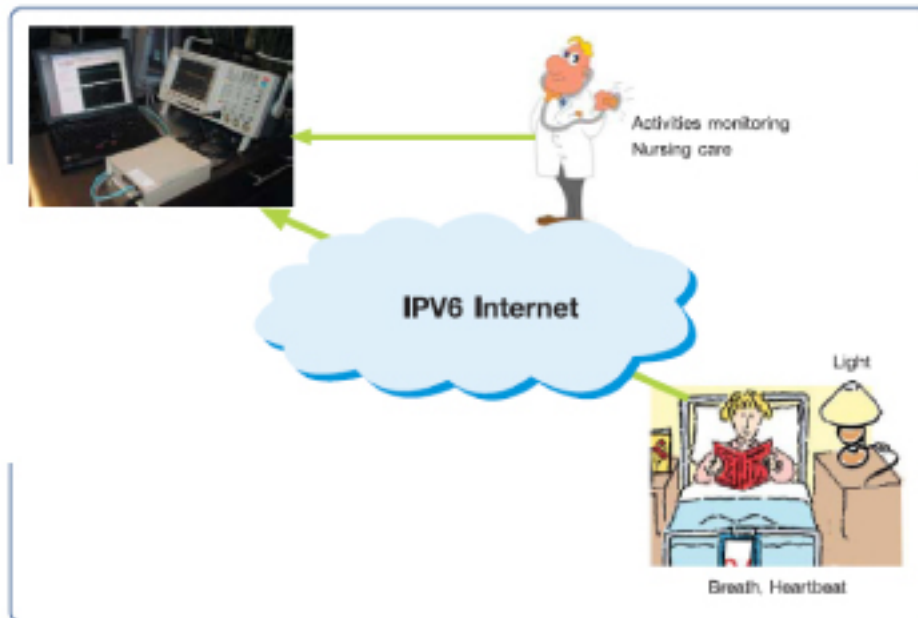 Activities monitoring
Nursing care
IPV6 Internet
Light
Breath, Heartbeat